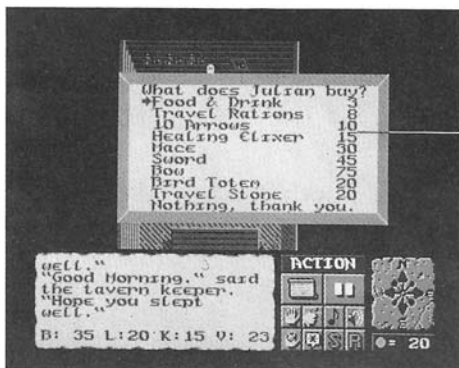 What does Julian buy?
➔Food & Drink 3
Travel Rations 8
10 Arrows 10
Healing Elixer 15
Mace 30
Sword 45
Bow 75
Bird Totem 20
Travel Stone 20
Nothing, thank you.
well."
"Good Morning." said
the tavern keeper.
"Hope you slept
well."
B: 35 L:20 K:15 V: 23
ACTION
S R
= 20